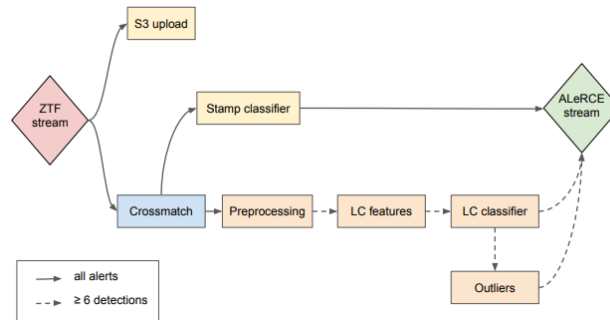 S3 upload
ZTF
stream
Stamp classifier
ALeRCE
stream
Crossmatch
Preprocessing
LC features
LC classifier
Outliers
all alerts
≥ 6 detections